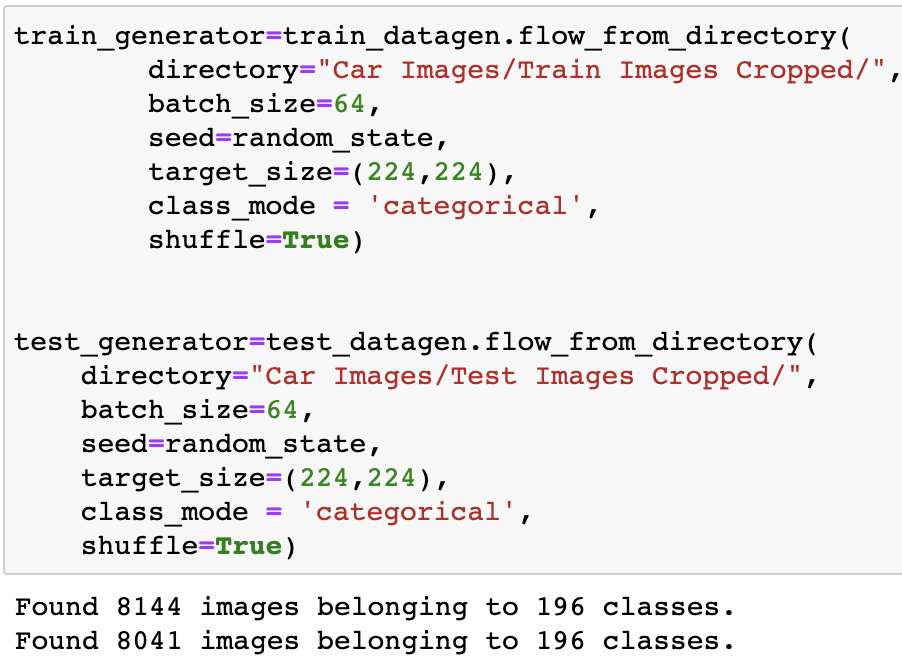 train_generator=train_datagen.flow_from_directory(
directory="Car Images/Train Images Cropped/",
batch_size=64,
seed=random_state,
target_size=(224,224),
class_mode = 'categorical',
shuffle=True)
test_generator=test_datagen.flow_from_directory(
directory="Car Images/Test Images Cropped/",
batch_size=64,
seed=random_state,
target_size=(224,224),
class_mode = 'categorical',
shuffle=True)
Found 8144 images belonging to 196 classes.
Found 8041 images belonging to 196 classes.